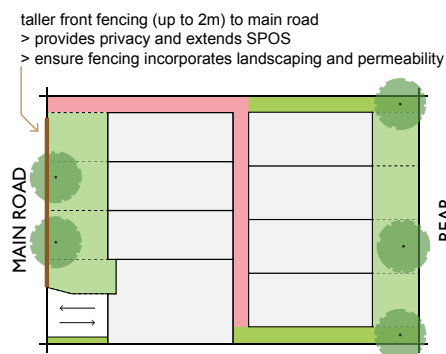 taller front fencing (up to 2m) to main road
> provides privacy and extends SPOS
> ensure fencing incorporates landscaping and permeability
MAIN ROAD
REAR